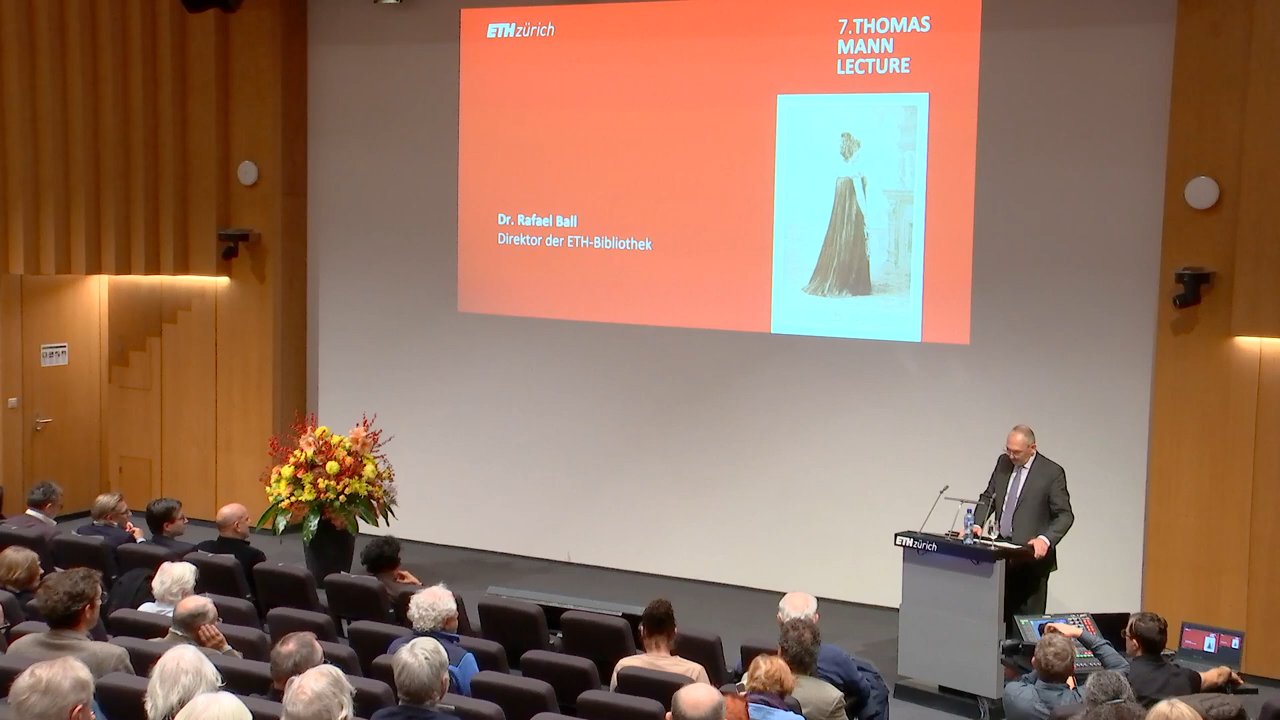 ETH zürich
7. THOMAS
MANN
LECTURE
Dr. Rafael Ball
Direktor der ETH-Bibliothek
ETH zürich